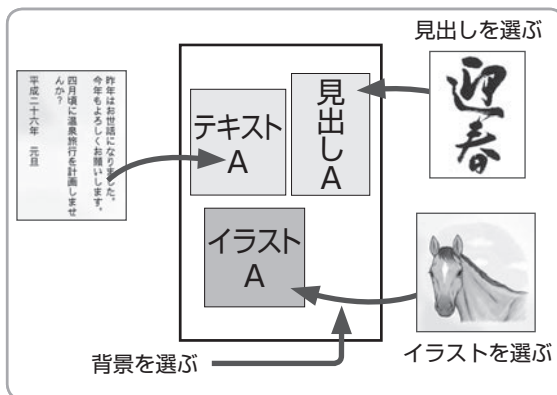 見出しを選ぶ
迎春
見出しA
テキスト
A
昨年はお世話になりました。
今年もよろしくお願いします。
四月頃に温泉旅行を計画しませ
んか?
平成二十六年 元旦
イラスト
A
イラストを選ぶ
背景を選ぶ